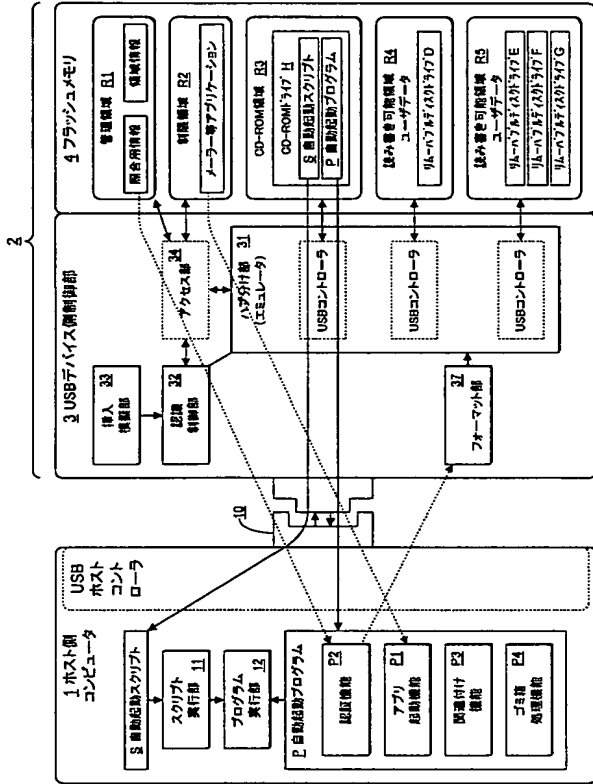 2
1 ホスト側
コンピュータ
USB
ホスト
コント
ローラ
S 自動起動スクリプト
スクリプト
実行部
11
プログラム
実行部
12
P 自動起動プログラム
認証機能
P2
アプリ
起動機能
P1
関連付け
機能
P3
ゴミ箱
処理機能
P4
10
3 USBデバイス側制御部
挿入
模擬部
33
認識
制御部
32
アクセス部
34
ハブ分け部
(エミュレータ)
31
USBコントローラ
USBコントローラ
USBコントローラ
フォーマット部
37
4 フラッシュメモリ
管理領域 R1
照合用情報
領域情報
制限領域 R2
メーラー等アプリケーション
CD-ROM領域 R3
CD-ROMドライブ H
S 自動起動スクリプト
P 自動起動プログラム
読み書き可能領域 R4
ユーザデータ
リムーバブルディスクドライブD
読み書き可能領域 R5
ユーザデータ
リムーバブルディスクドライブE
リムーバブルディスクドライブF
リムーバブルディスクドライブG